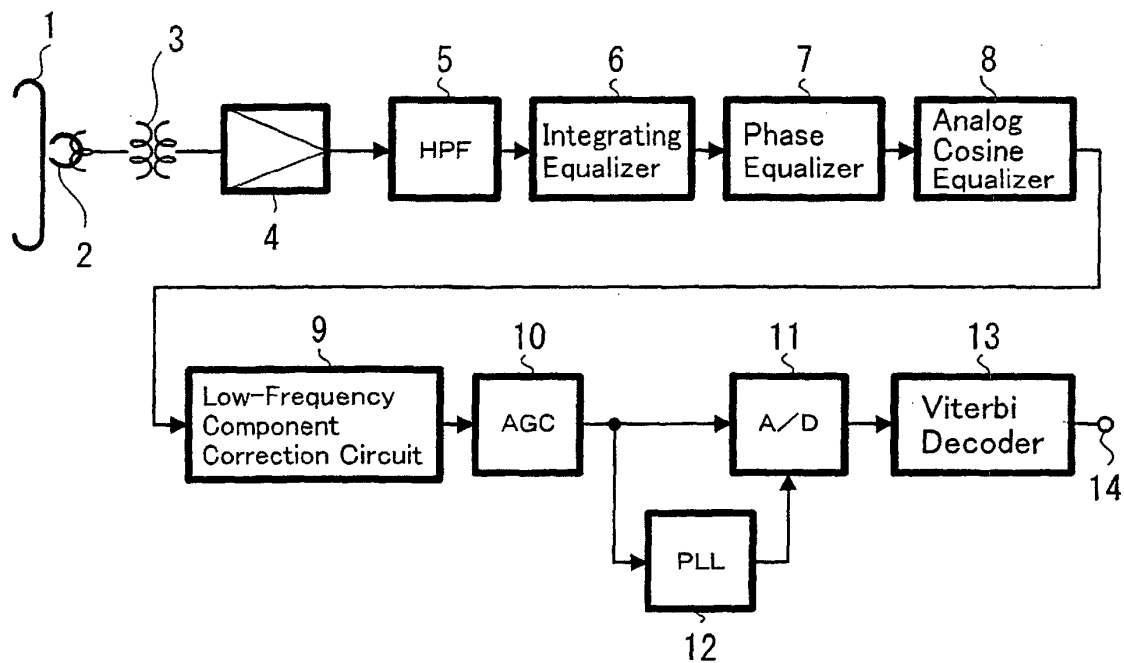 1
3
2
4
5
HPF
6
Integrating
Equalizer
7
Phase
Equalizer
8
Analog
Cosine
Equalizer
9
Low-Frequency
Component
Correction Circuit
10
AGC
11
A/D
12
PLL
13
Viterbi
Decoder
14